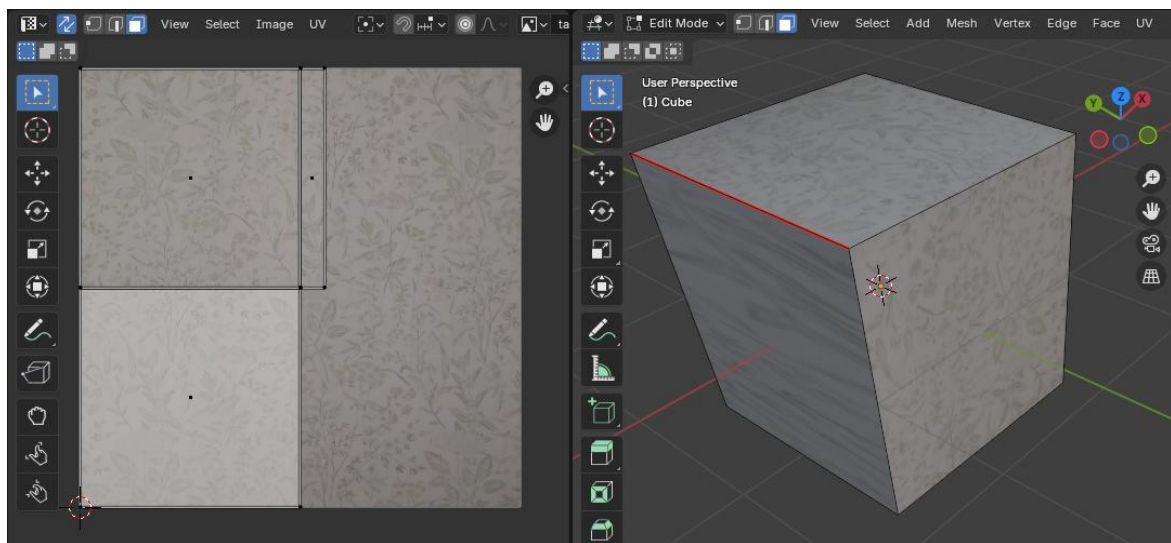 View Select Image UV ta
Edit Mode View Select Add Mesh Vertex Edge Face UV
User Perspective
(1) Cube
Y Z X